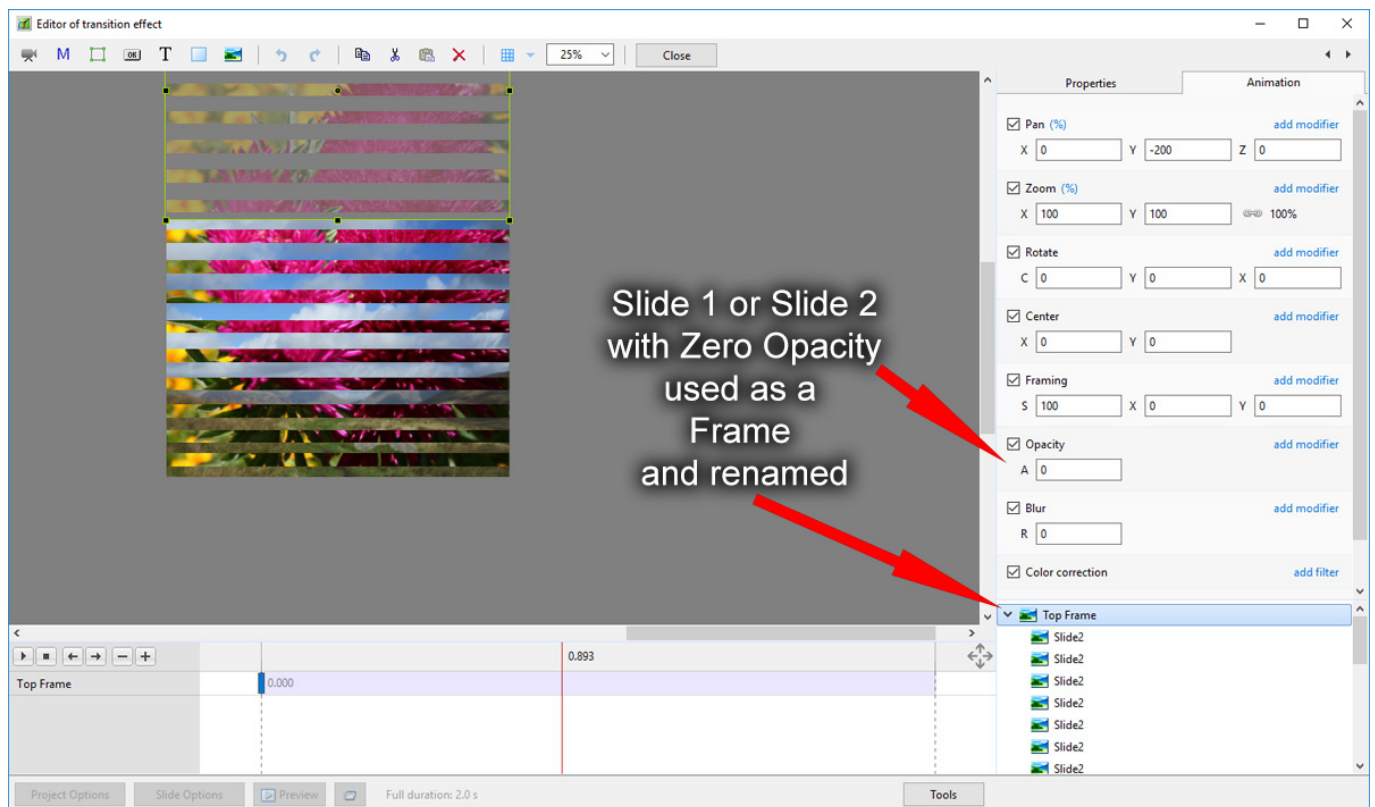 Editor of transition effect
M OK T 25% Close
Properties Animation
Pan (%) add modifier
X 0 Y -200 Z 0
Zoom (%) add modifier
X 100 Y 100 100%
Rotate add modifier
C 0 Y 0 X 0
Center add modifier
X 0 Y 0
Framing add modifier
S 100 X 0 Y 0
Opacity add modifier
A 0
Blur add modifier
R 0
Color correction add filter
Slide 1 or Slide 2
with Zero Opacity
used as a
Frame
and renamed
Top Frame
Slide2
Slide2
Slide2
Slide2
Slide2
Slide2
Slide2
0.893
Top Frame 0.000
Project Options Slide Options Preview Full duration: 2.0 s Tools